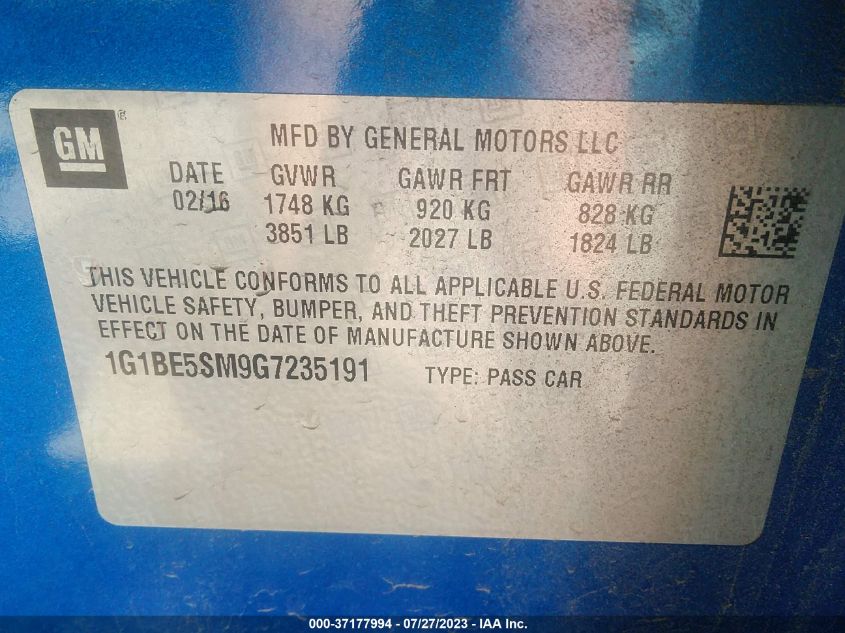 GM
MFD BY GENERAL MOTORS LLC
DATE GVWR GAWR FRT GAWR RR
02/16 1748 KG 920 KG 828 KG
3851 LB 2027 LB 1824 LB
THIS VEHICLE CONFORMS TO ALL APPLICABLE U.S. FEDERAL MOTOR
VEHICLE SAFETY, BUMPER, AND THEFT PREVENTION STANDARDS IN
EFFECT ON THE DATE OF MANUFACTURE SHOWN ABOVE.
1G1BE5SM9G7235191 TYPE: PASS CAR
000-37177994 - 07/27/2023 - IAA Inc.